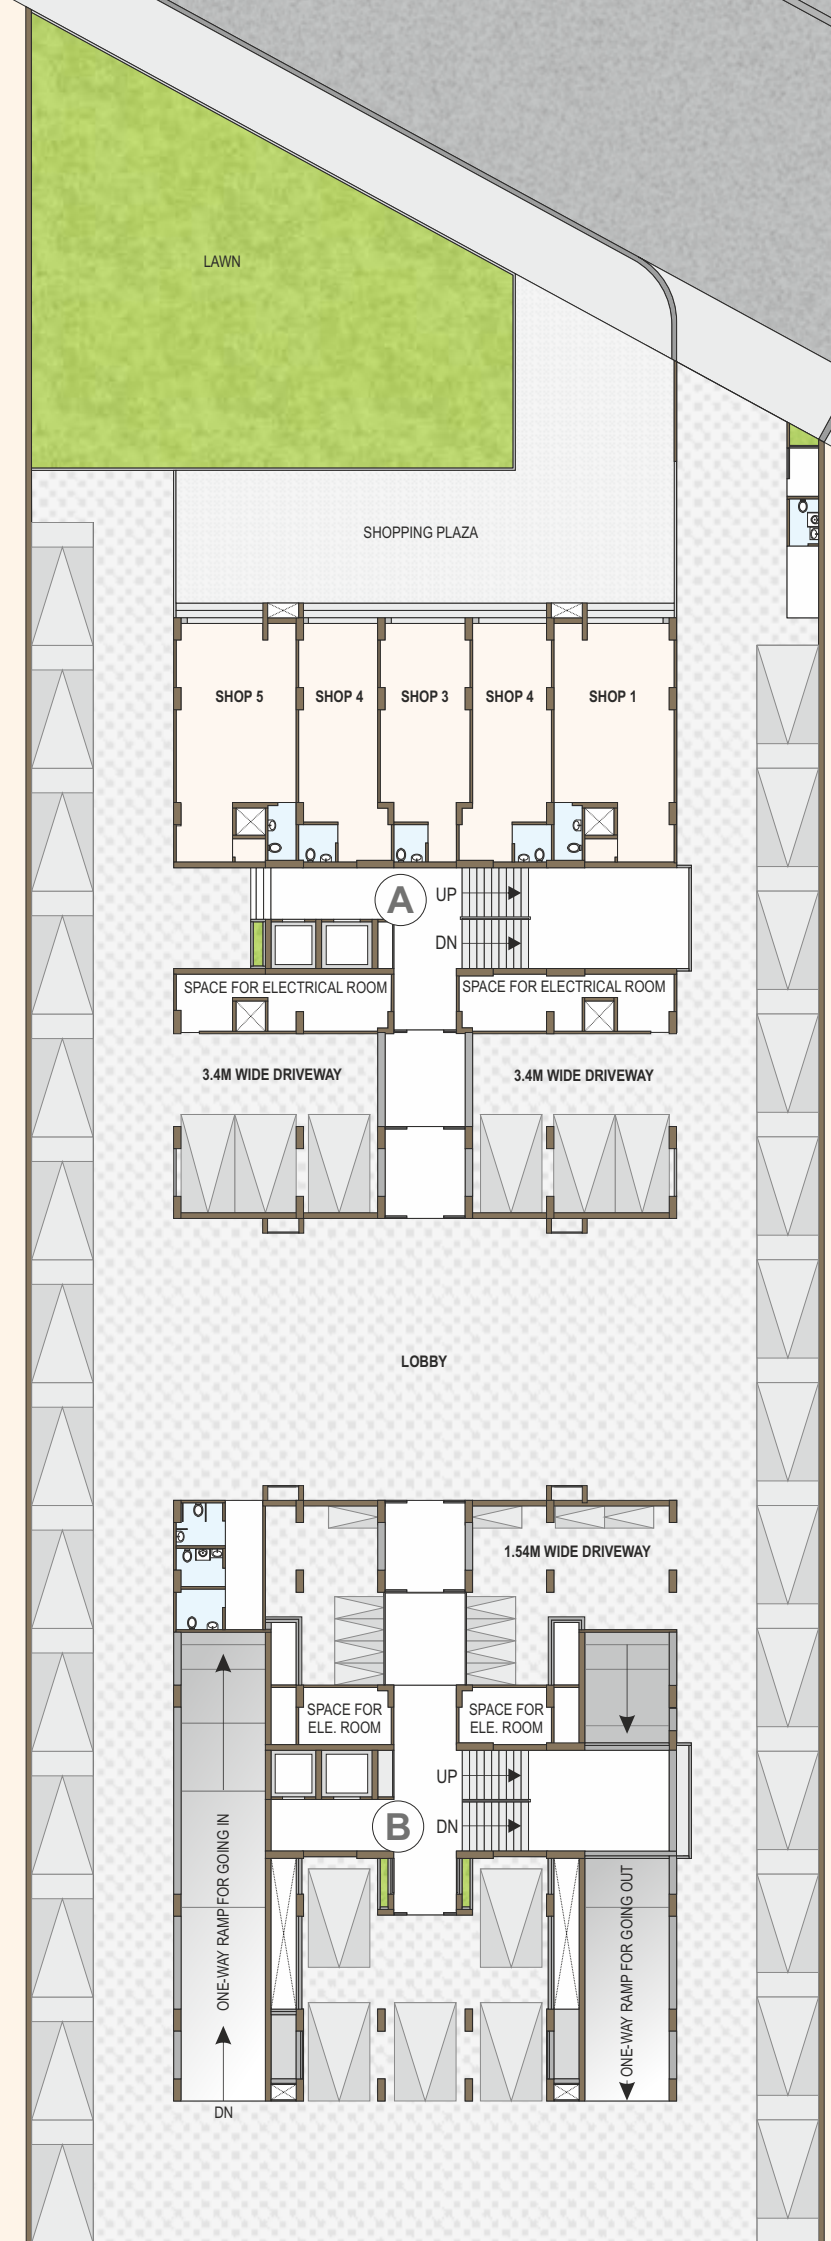 LAWN
SHOPPING PLAZA
SHOP 5
SHOP 4
SHOP 3
SHOP 4
SHOP 1
A
UP
DN
SPACE FOR ELECTRICAL ROOM
SPACE FOR ELECTRICAL ROOM
3.4M WIDE DRIVEWAY
3.4M WIDE DRIVEWAY
LOBBY
1.54M WIDE DRIVEWAY
SPACE FOR
ELE. ROOM
SPACE FOR
ELE. ROOM
UP
B
DN
ONE-WAY RAMP FOR GOING IN
ONE-WAY RAMP FOR GOING OUT
DN